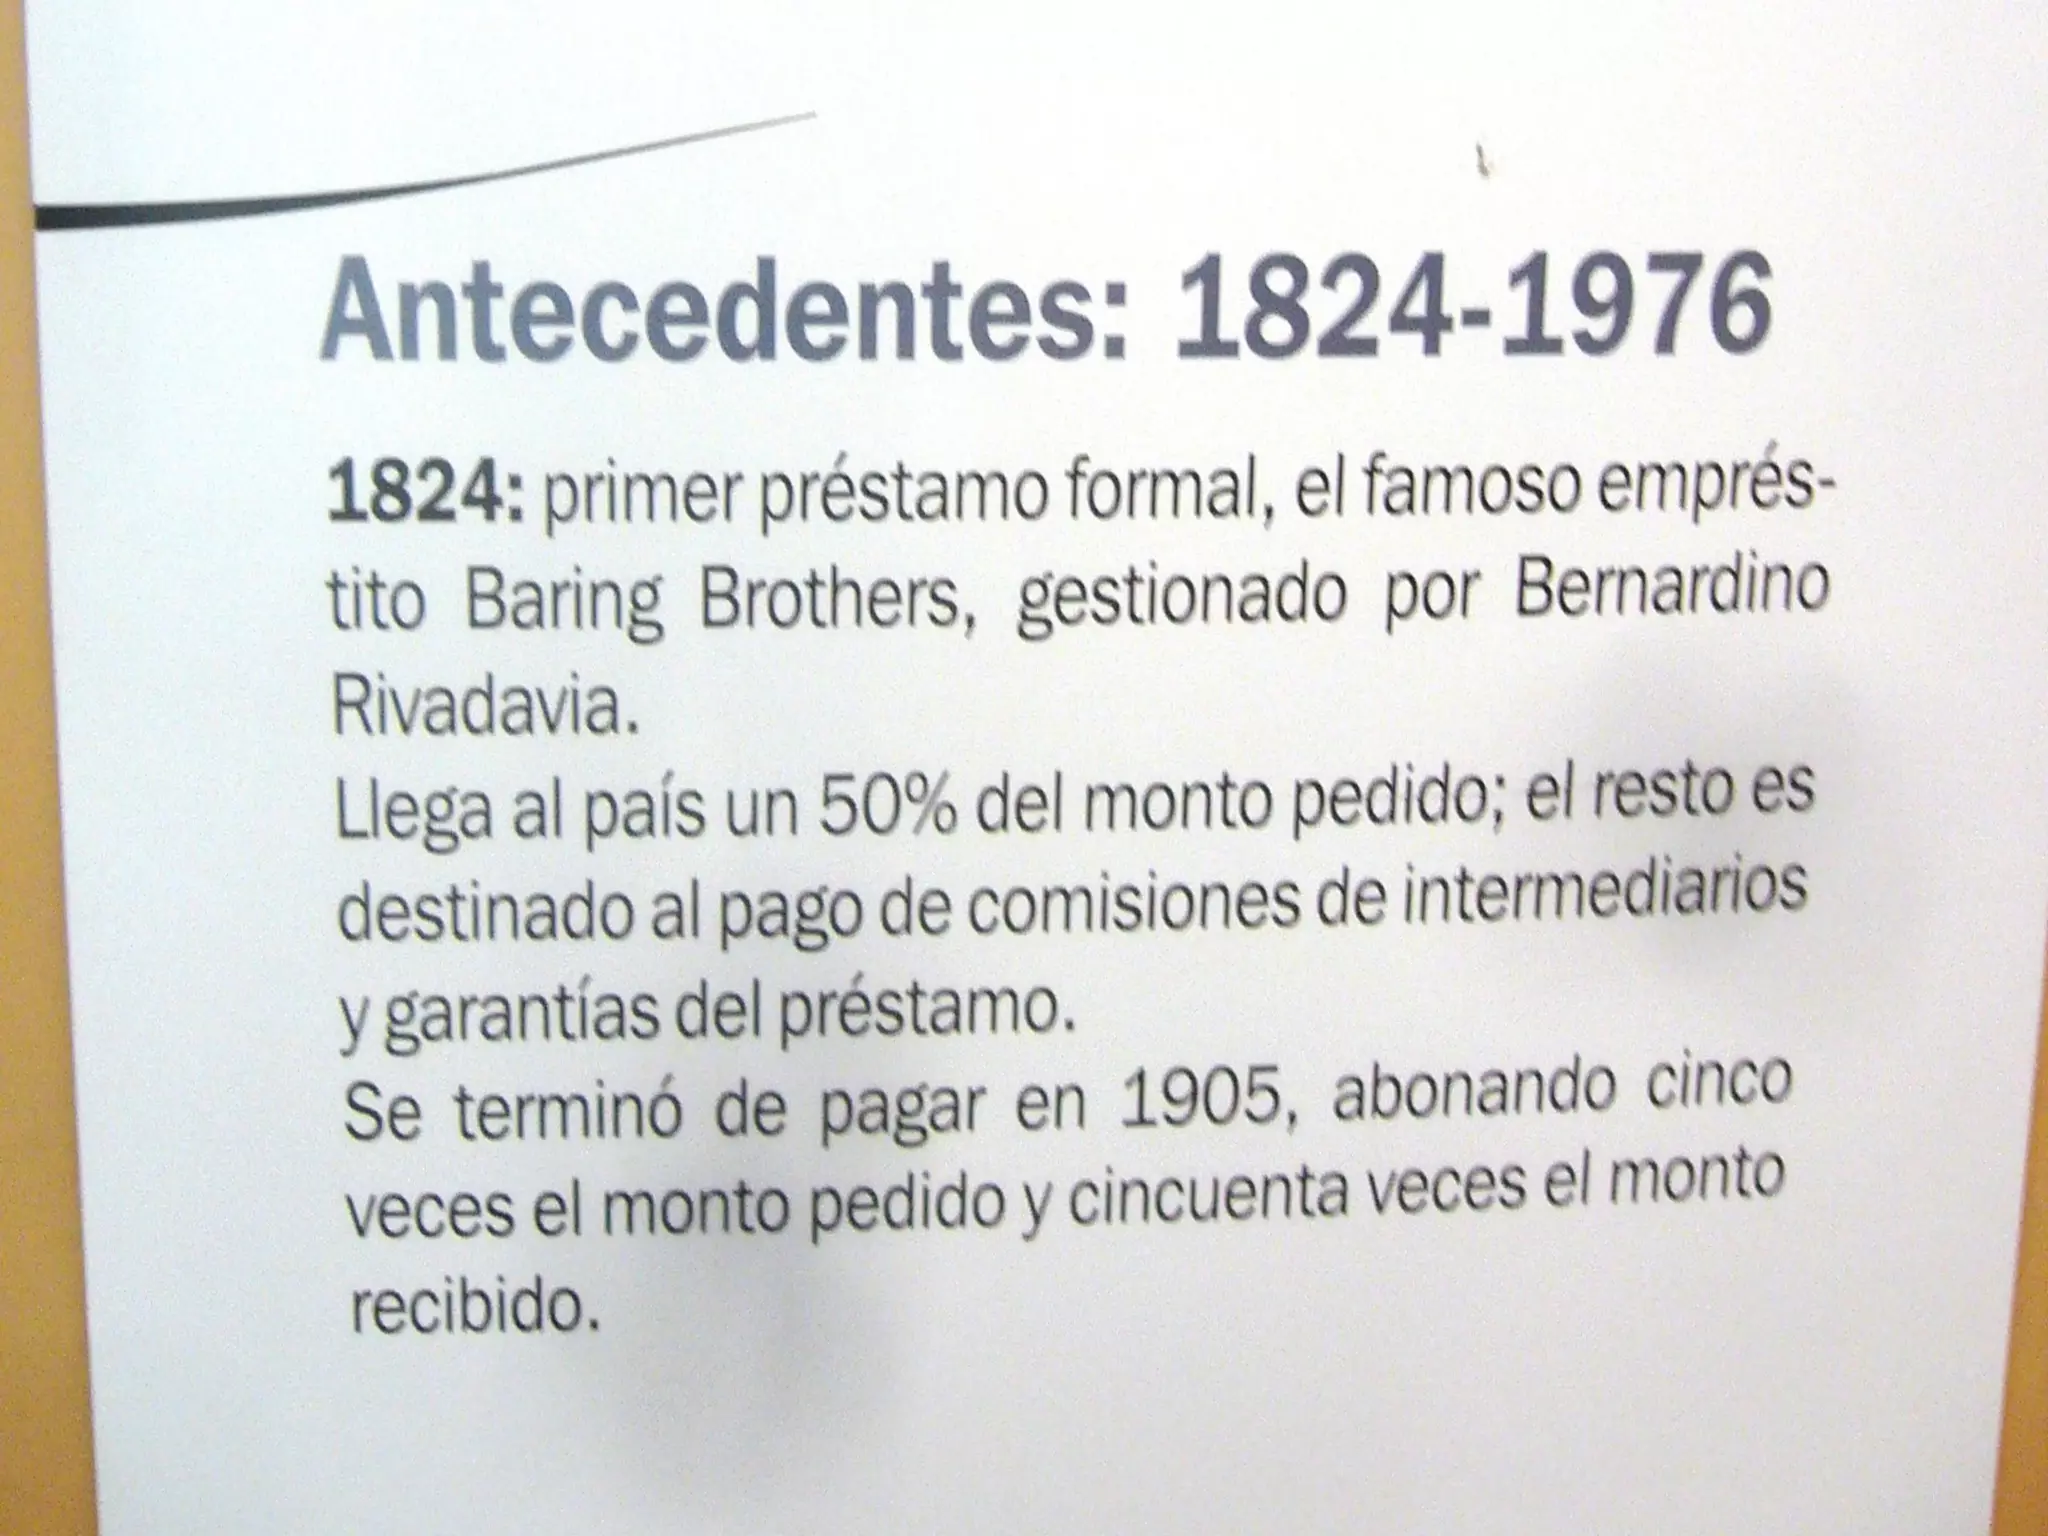 Antecedentes: 1824-1976
1824: primer préstamo formal, el famoso emprés-
tito Baring Brothers, gestionado por Bernardino
Rivadavia.
Llega al país un 50% del monto pedido; el resto es
destinado al pago de comisiones de intermediarios
y garantías del préstamo.
Se terminó de pagar en 1905, abonando cinco
veces el monto pedido y cincuenta veces el monto
recibido.